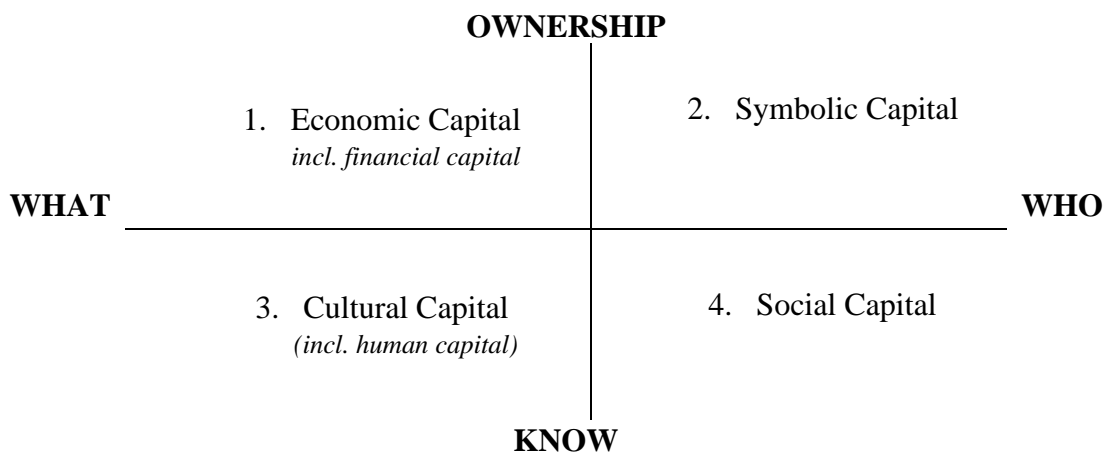 OWNERSHIP
1. Economic Capital
incl. financial capital
2. Symbolic Capital
WHAT
WHO
3. Cultural Capital
(incl. human capital)
4. Social Capital
KNOW